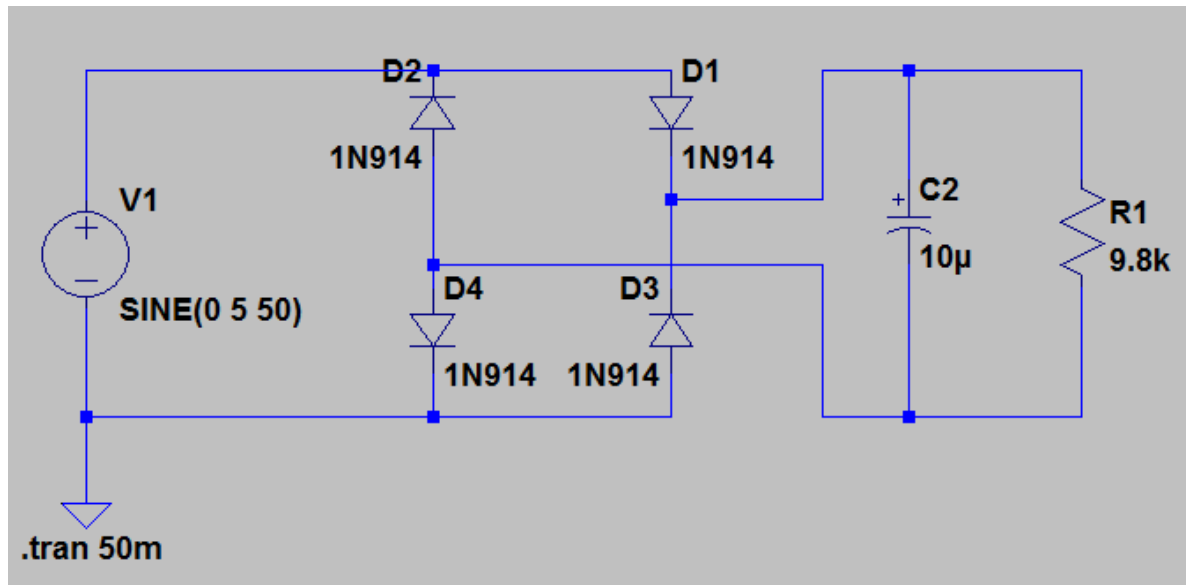 D2
D1
1N914
1N914
V1
+
C2
R1
10µ
9.8k
D4
D3
SINE(0 5 50)
1N914
1N914
.tran 50m